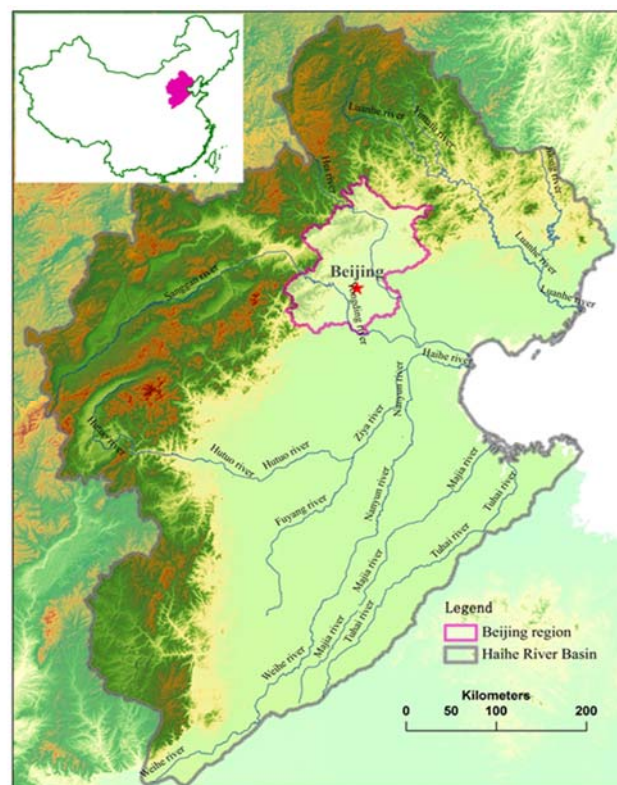 Luanhe river
Yixun river
Hei river
Luanhe river
Beijing
Sanggan river
Luanhe river
Yongding river
Haihe river
Nanyun river
Ziya river
Hutuo river
Hutuo river
Hutuo river
Majia river
Tuhai river
Nanyun river
Fuyang river
Tuhai river
Majia river
Legend
Beijing region
Tuhai river
Majia river
Weihe river
Haihe River Basin
Kilometers
0 50 100 200
Weihe river